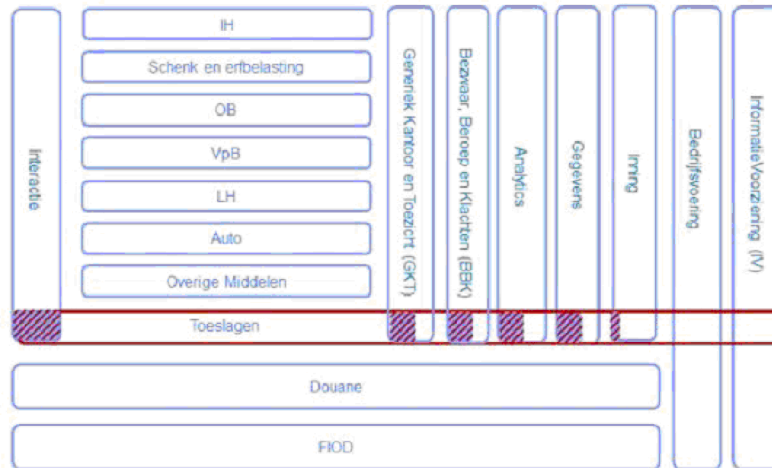 Interactie
IH
Schenk en erfbelasting
OB
VpB
LH
Auto
Overige Middelen
Toeslagen
Generiek Kantoor en Toezicht (GKT)
Bezwaar, Beroep en Klachten (BBK)
Analytics
Gegevens
Inning
Bedrijfsvoering
InformatieVoorziening (IV)
Douane
FIOD